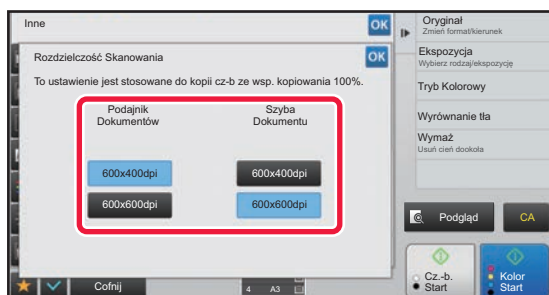 Inne
OK
Rozdzielczość Skanowania
OK
To ustawienie jest stosowane do kopii cz-b ze wsp. kopiowania 100%.
Podajnik
Dokumentów
Szyba
Dokumentu
600x400dpi
600x400dpi
600x600dpi
600x600dpi
Cofnij
4 A3
Oryginał
Zmień format/kierunek
Ekspozycja
Wybierz rodzaj/ekspozycję
Tryb Kolorowy
Wyrównanie tła
Wymaż
Usuń cień dookoła
Podgląd
CA
Cz.-b.
Start
Kolor
Start